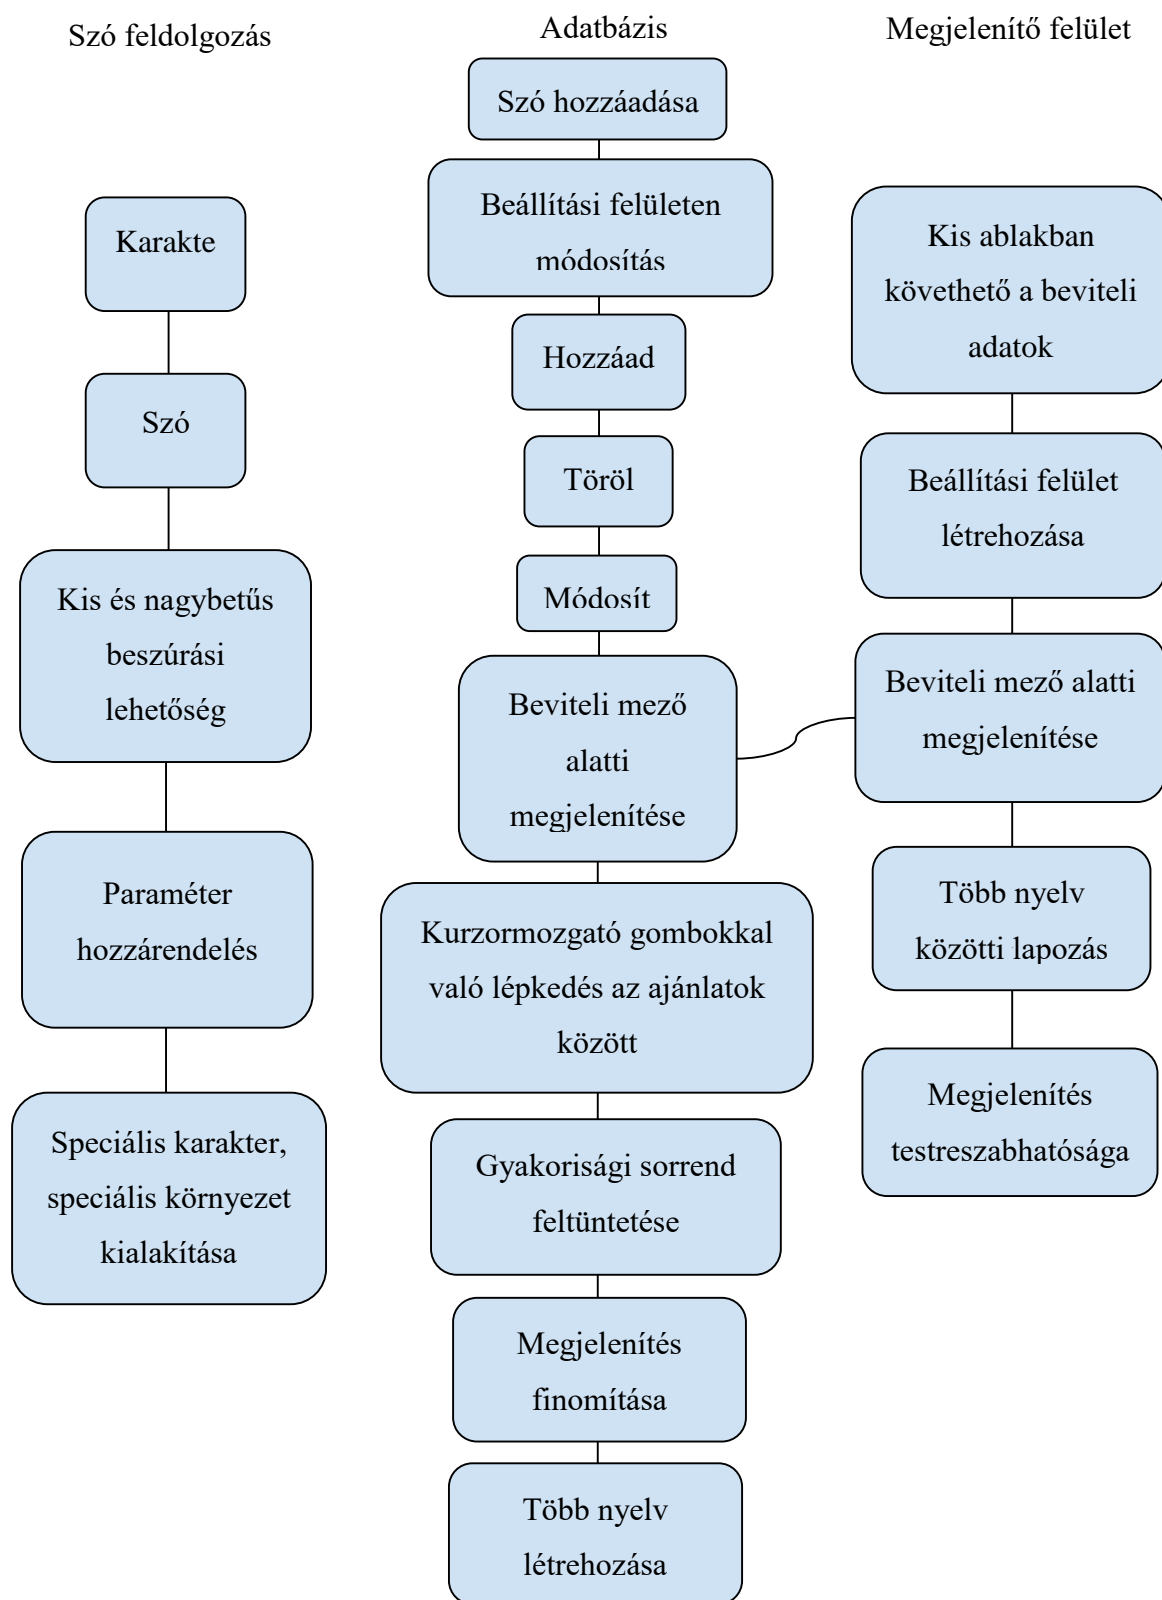 Szó feldolgozás
Karakte
Szó
Kis és nagybetűs
beszúrási
lehetőség
Paraméter
hozzárendelés
Speciális karakter,
speciális környezet
kialakítása
Adatbázis
Szó hozzáadása
Beállítási felületen
módosítás
Hozzáad
Töröl
Módosít
Beviteli mező
alatti
megjelenítése
Kurzormozgató gombokkal
való lépkedés az ajánlatok
között
Gyakorisági sorrend
feltüntetése
Megjelenítés
finomítása
Több nyelv
létrehozása
Megjelenítő felület
Kis ablakban
követhető a beviteli
adatok
Beállítási felület
létrehozása
Beviteli mező alatti
megjelenítése
Több nyelv
közötti lapozás
Megjelenítés
testreszabhatósága